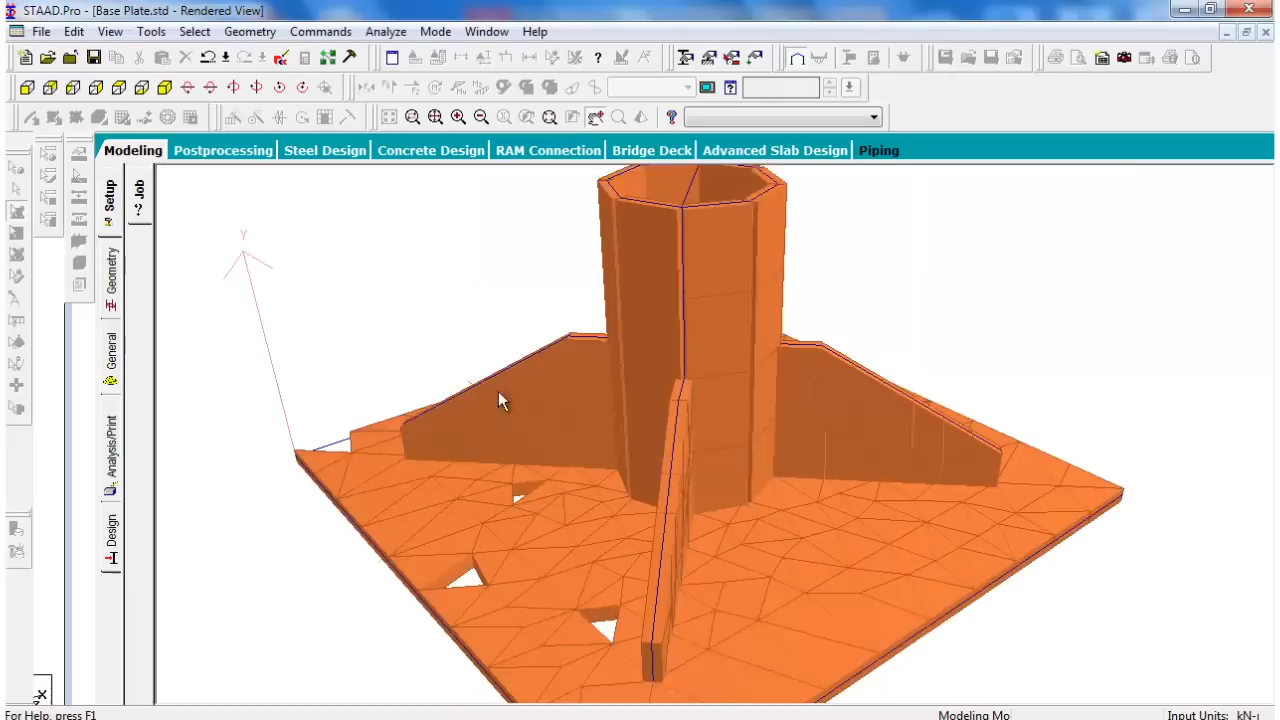 STAAD.Pro - [Base Plate.std - Rendered View]
File Edit View Tools Select Geometry Commands Analyze Mode Window Help
Modeling Postprocessing Steel Design Concrete Design RAM Connection Bridge Deck Advanced Slab Design Piping
Setup
Job
Geometry
General
Analysis/Print
Design
Y
For Help, press F1 Modeling Mo Input Units: kN-